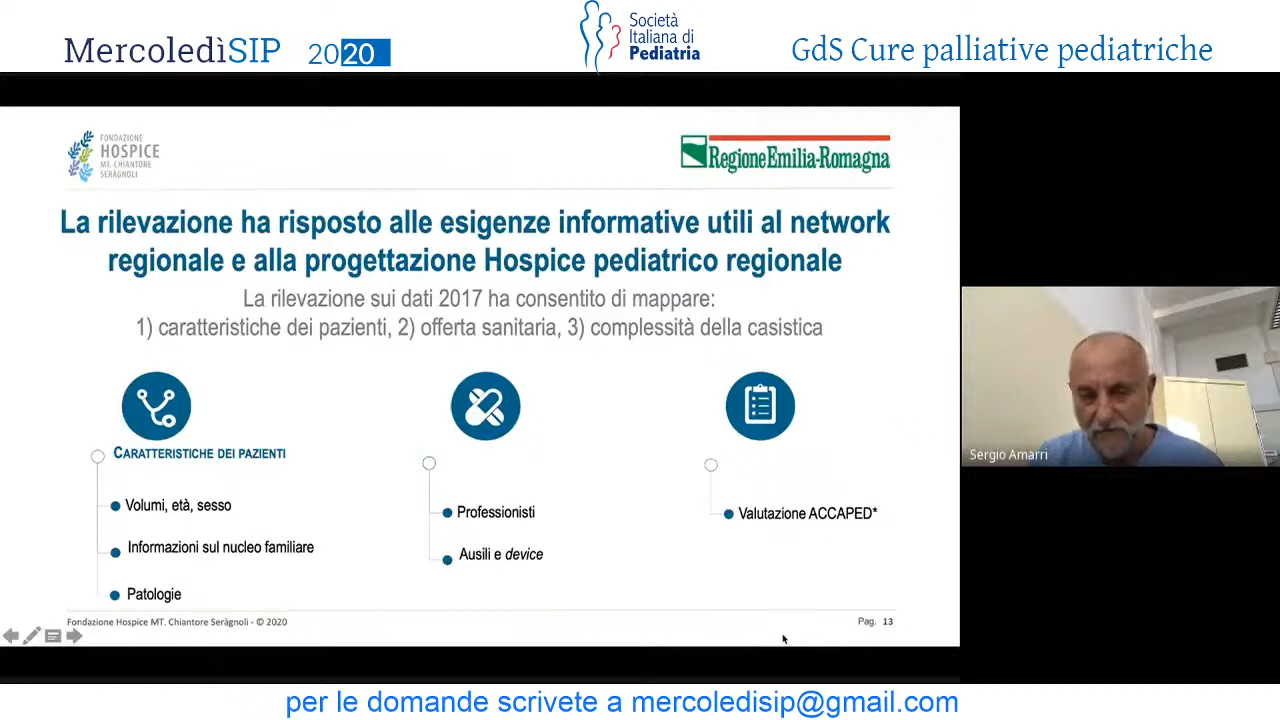 MercoledìSIP 2020
Società
Italiana di
Pediatria
GdS Cure palliative pediatriche
FONDAZIONE
HOSPICE
MT. CHIANTORE
SERÀGNOLI
RegioneEmilia-Romagna
La rilevazione ha risposto alle esigenze informative utili al network
regionale e alla progettazione Hospice pediatrico regionale
La rilevazione sui dati 2017 ha consentito di mappare:
1) caratteristiche dei pazienti, 2) offerta sanitaria, 3) complessità della casistica
CARATTERISTICHE DEI PAZIENTI
Volumi, età, sesso
Informazioni sul nucleo familiare
Patologie
Professionisti
Ausili e device
Valutazione ACCAPED*
Fondazione Hospice MT. Chiantore Seràgnoli - © 2020
Pag. 13
Sergio Amarri
per le domande scrivete a mercoledisip@gmail.com